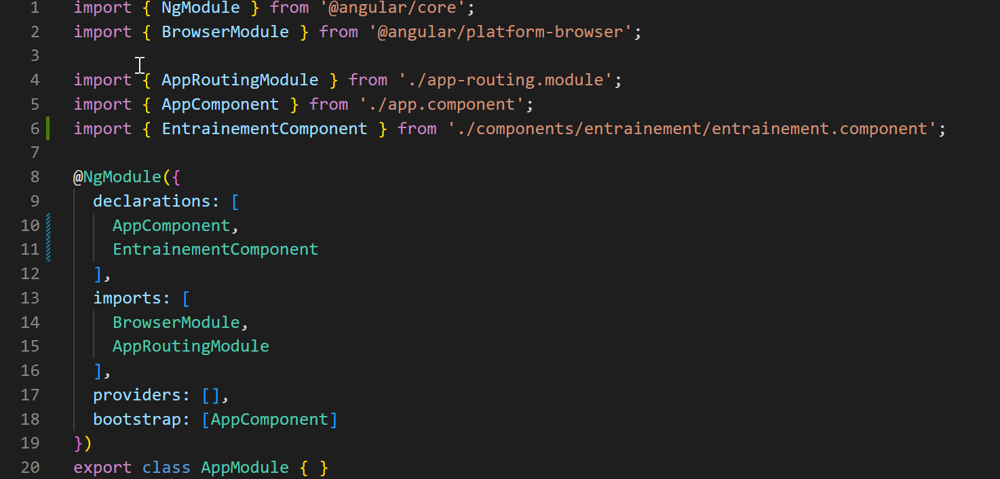 1 import { NgModule } from '@angular/core';
2 import { BrowserModule } from '@angular/platform-browser';
3
4 import { AppRoutingModule } from './app-routing.module';
5 import { AppComponent } from './app.component';
6 import { EntrainementComponent } from './components/entrainement/entrainement.component';
7
8 @NgModule({
9   declarations: [
10     AppComponent,
11     EntrainementComponent
12   ],
13   imports: [
14     BrowserModule,
15     AppRoutingModule
16   ],
17   providers: [],
18   bootstrap: [AppComponent]
19 })
20 export class AppModule { }